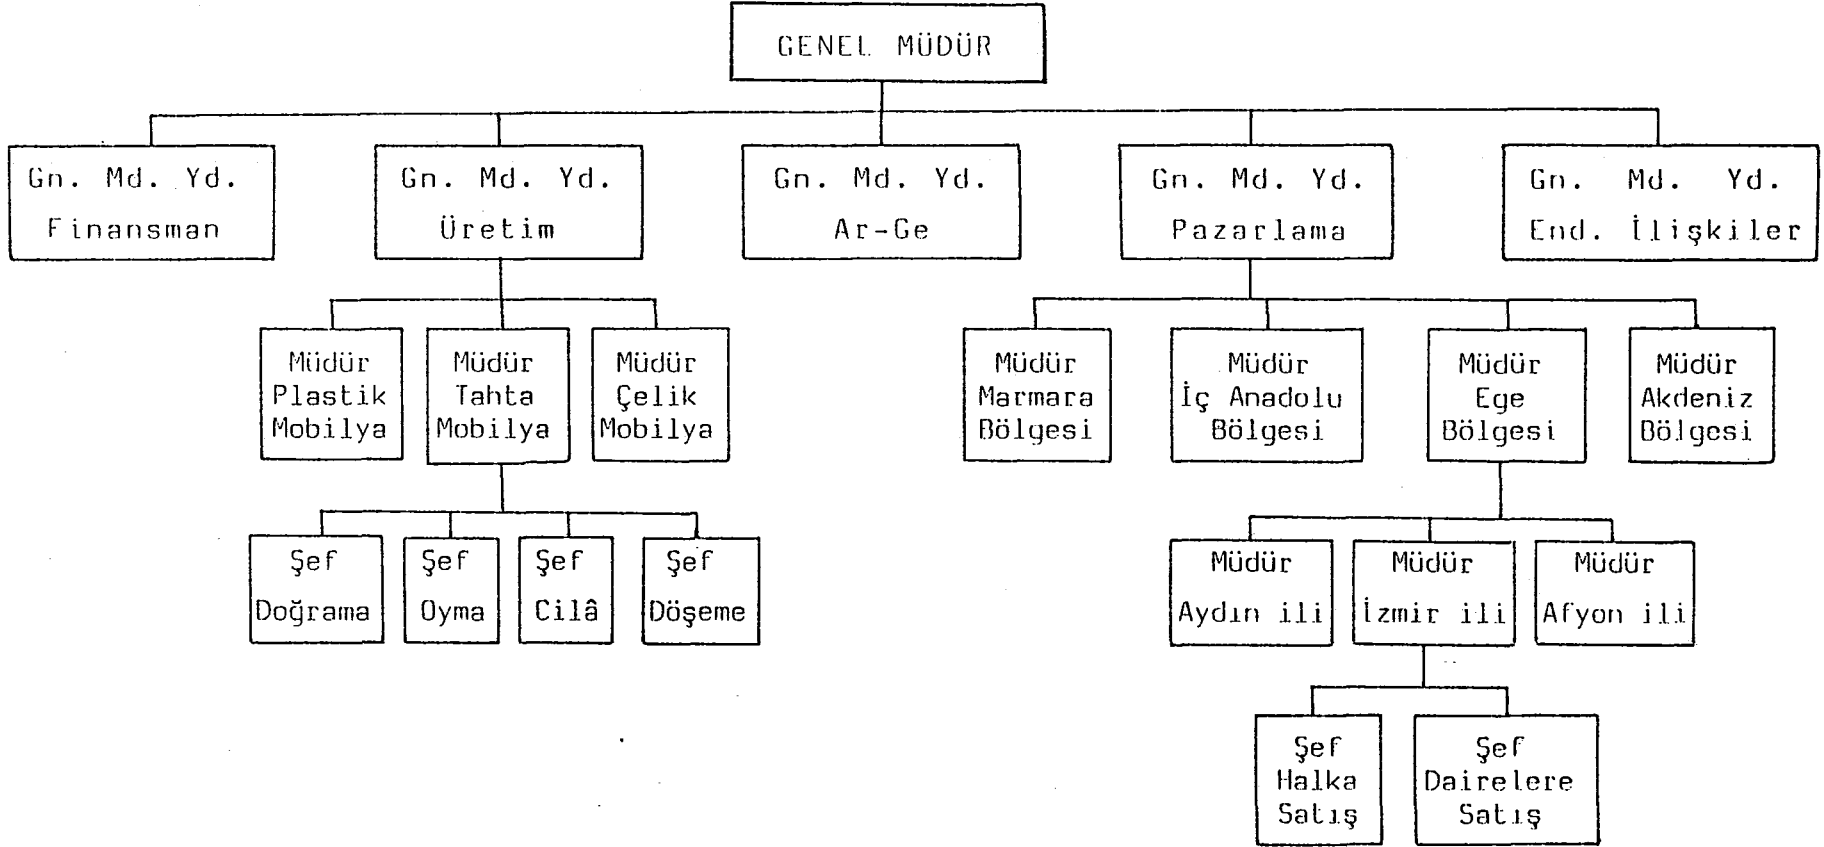 GENEL MÜDÜR
Gn. Md. Yd.
Finansman
Gn. Md. Yd.
Üretim
Gn. Md. Yd.
Ar-Ge
Gn. Md. Yd.
Pazarlama
Gn. Md. Yd.
End. İlişkiler
Müdür
Plastik
Mobilya
Müdür
Tahta
Mobilya
Müdür
Çelik
Mobilya
Müdür
Marmara
Bölgesi
Müdür
İç Anadolu
Bölgesi
Müdür
Ege
Bölgesi
Müdür
Akdeniz
Bölgesi
Şef
Doğrama
Şef
Oyma
Şef
Cilâ
Şef
Döşeme
Müdür
Aydın ili
Müdür
İzmir ili
Müdür
Afyon ili
Şef
Halka
Satış
Şef
Dairelere
Satış